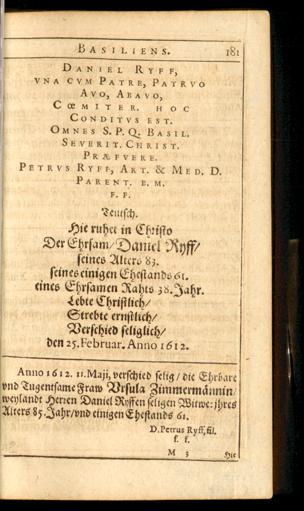 BASILIENS. 181
DANIEL RYFF,
VNA CVM PATRE, PATRVO
AVO, ABAVO,
CŒMITER. HOC
CONDITVS EST.
OMNES S. P. Q. BASIL.
SEVERIT. CHRIST.
PRÆFVERE.
PETRVS RYFF, ART. & MED. D.
PARENT. B. M.
F. F.
Teutsch.
Hie ruhet in Christo
Der Ehrsam/ Daniel Ryff/
seines Alters 83.
seines einigen Ehestands 61.
eines Ehrsamen Rahts 38. Jahr.
Lebte Christlich/
Strebte ernstlich/
Verschied seliglich/
den 25. Februar. Anno 1612.
Anno 1612. 11. Maij, verschied selig/ die Ehrbare
vnd Tugentsame Fraw Vrsula Zimmermännin/
weylandt Herren Daniel Ryffen seligen Witwe: jhres
Alters 85. Jahr/ vnd einigen Ehestands 61.
D. Petrus Ryff, fil.
f. f.
M 3 Hie